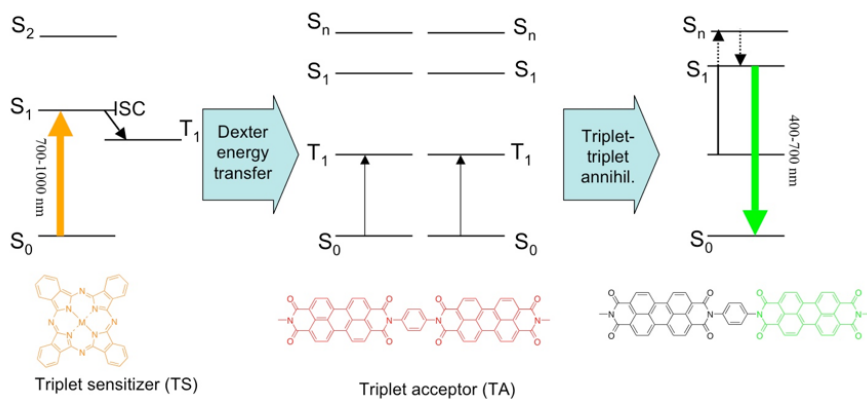 S2
S1
ISC
T1
700-1000 nm
S0
Dexter
energy
transfer
Sn
Sn
S1
S1
T1
T1
S0
S0
Triplet-
triplet
annihil.
Sn
S1
400-700 nm
S0
N
N
N
N
M
N
N
N
N
Triplet sensitizer (TS)
O
O
O
O
N
N
N
N
O
O
O
O
Triplet acceptor (TA)
O
O
O
O
N
N
N
N
O
O
O
O